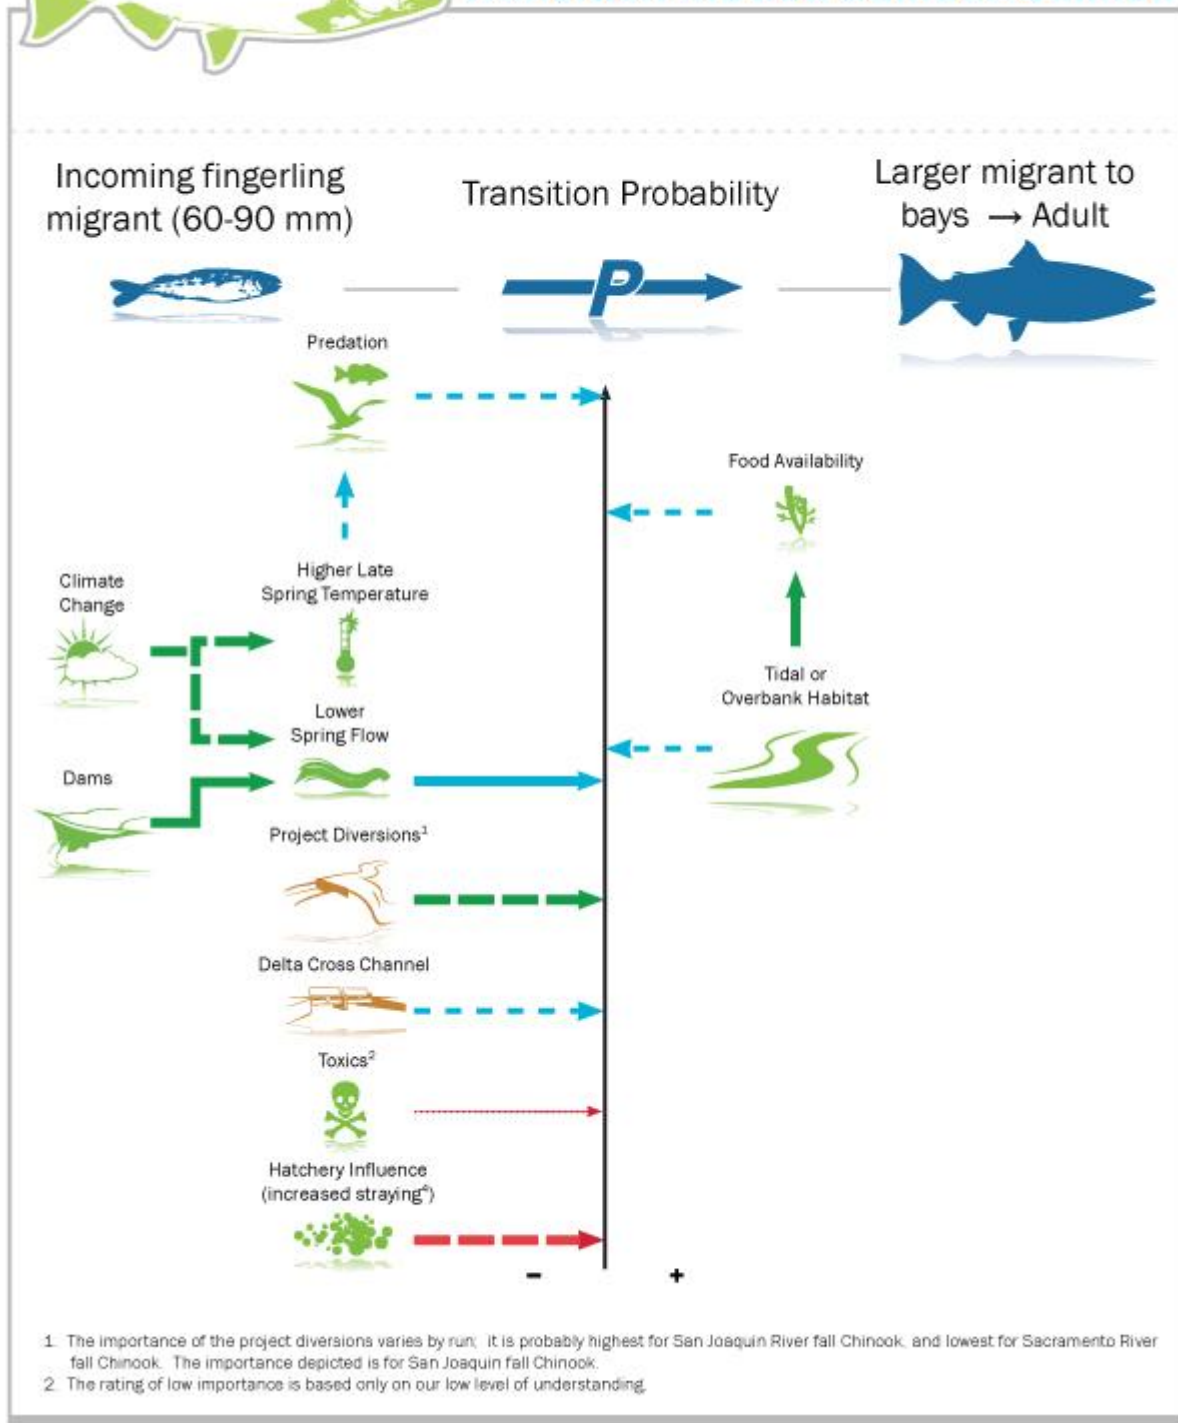 Incoming fingerling
migrant (60-90 mm)
Transition Probability
Larger migrant to
bays → Adult
P
Predation
Food Availability
Higher Late
Spring Temperature
Climate
Change
Tidal or
Overbank Habitat
Lower
Spring Flow
Dams
Project Diversions¹
Delta Cross Channel
Toxics²
Hatchery Influence
(increased straying⁴)
- +
1. The importance of the project diversions varies by run; it is probably highest for San Joaquin River fall Chinook, and lowest for Sacramento River
fall Chinook. The importance depicted is for San Joaquin fall Chinook.
2. The rating of low importance is based only on our low level of understanding.